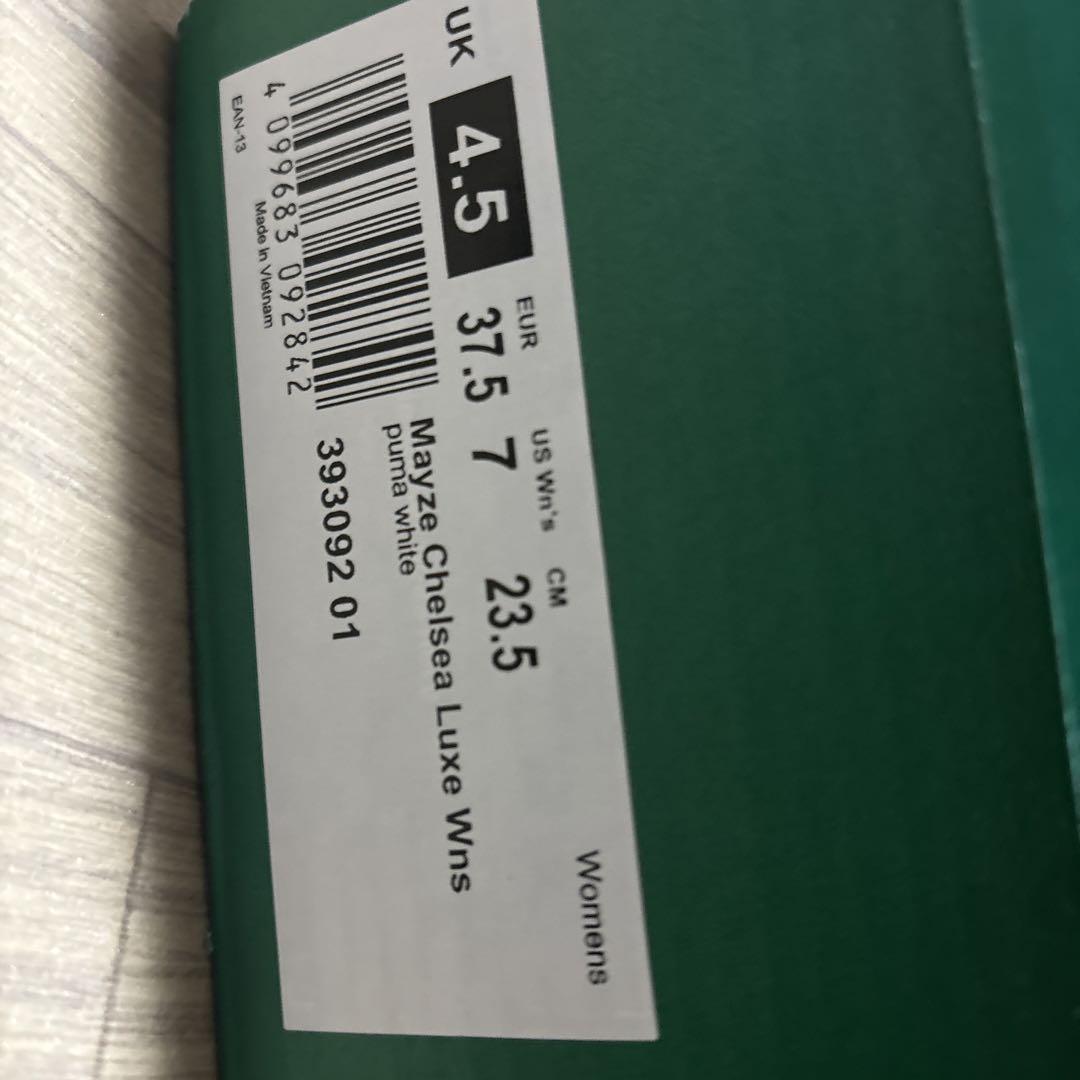 Womens
UK EUR US Wn's CM
4.5 37.5 7 23.5
Mayze Chelsea Luxe Wns
puma white
393092 01
4 099683 092842
Made in Vietnam
EAN-13